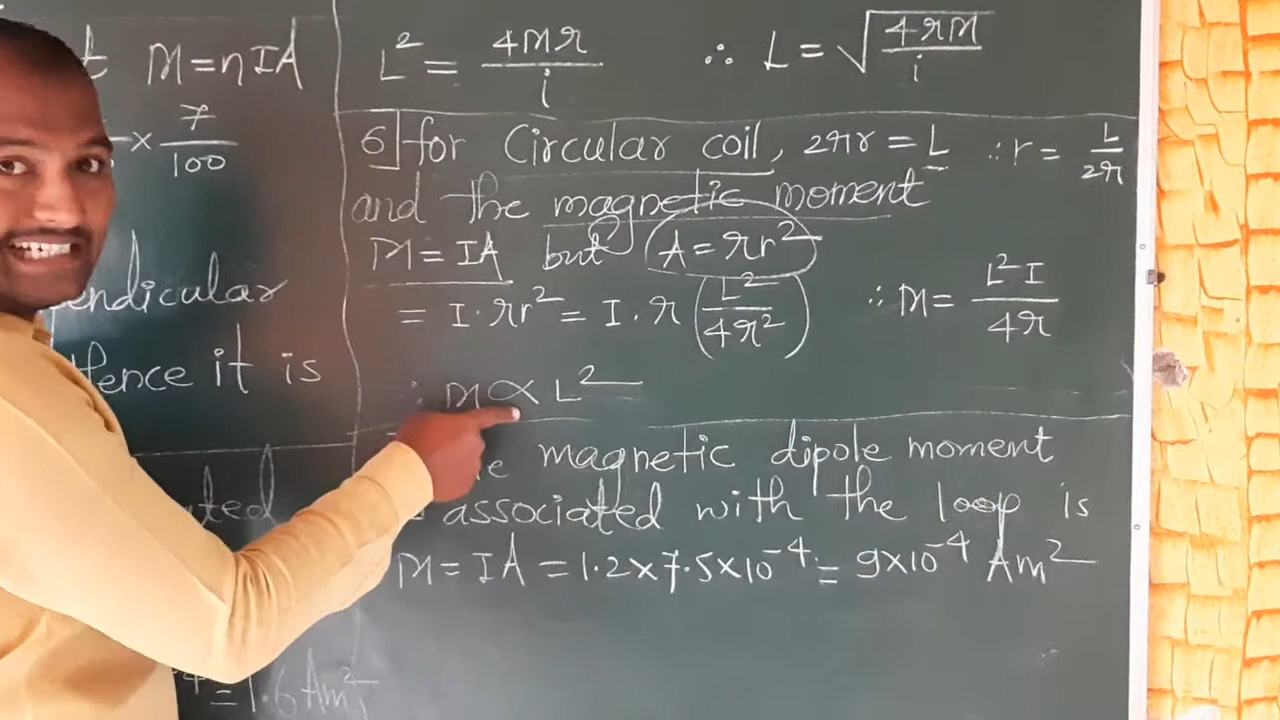 M = nIA
× 7/100
endicular
Hence it is
ated
= 1.6 Am²
L² = 4Mπ/i ∴ L = √(4πM/i)
6] for Circular coil, 2πr = L ∴ r = L/2π
and the magnetic moment
M = IA but A = πr²
= I·πr² = I·π (L²/4π²) ∴ M = L²I/4π
∴ M ∝ L²
magnetic dipole moment
associated with the loop is
M = IA = 1.2×7.5×10⁻⁴ = 9×10⁻⁴ Am²